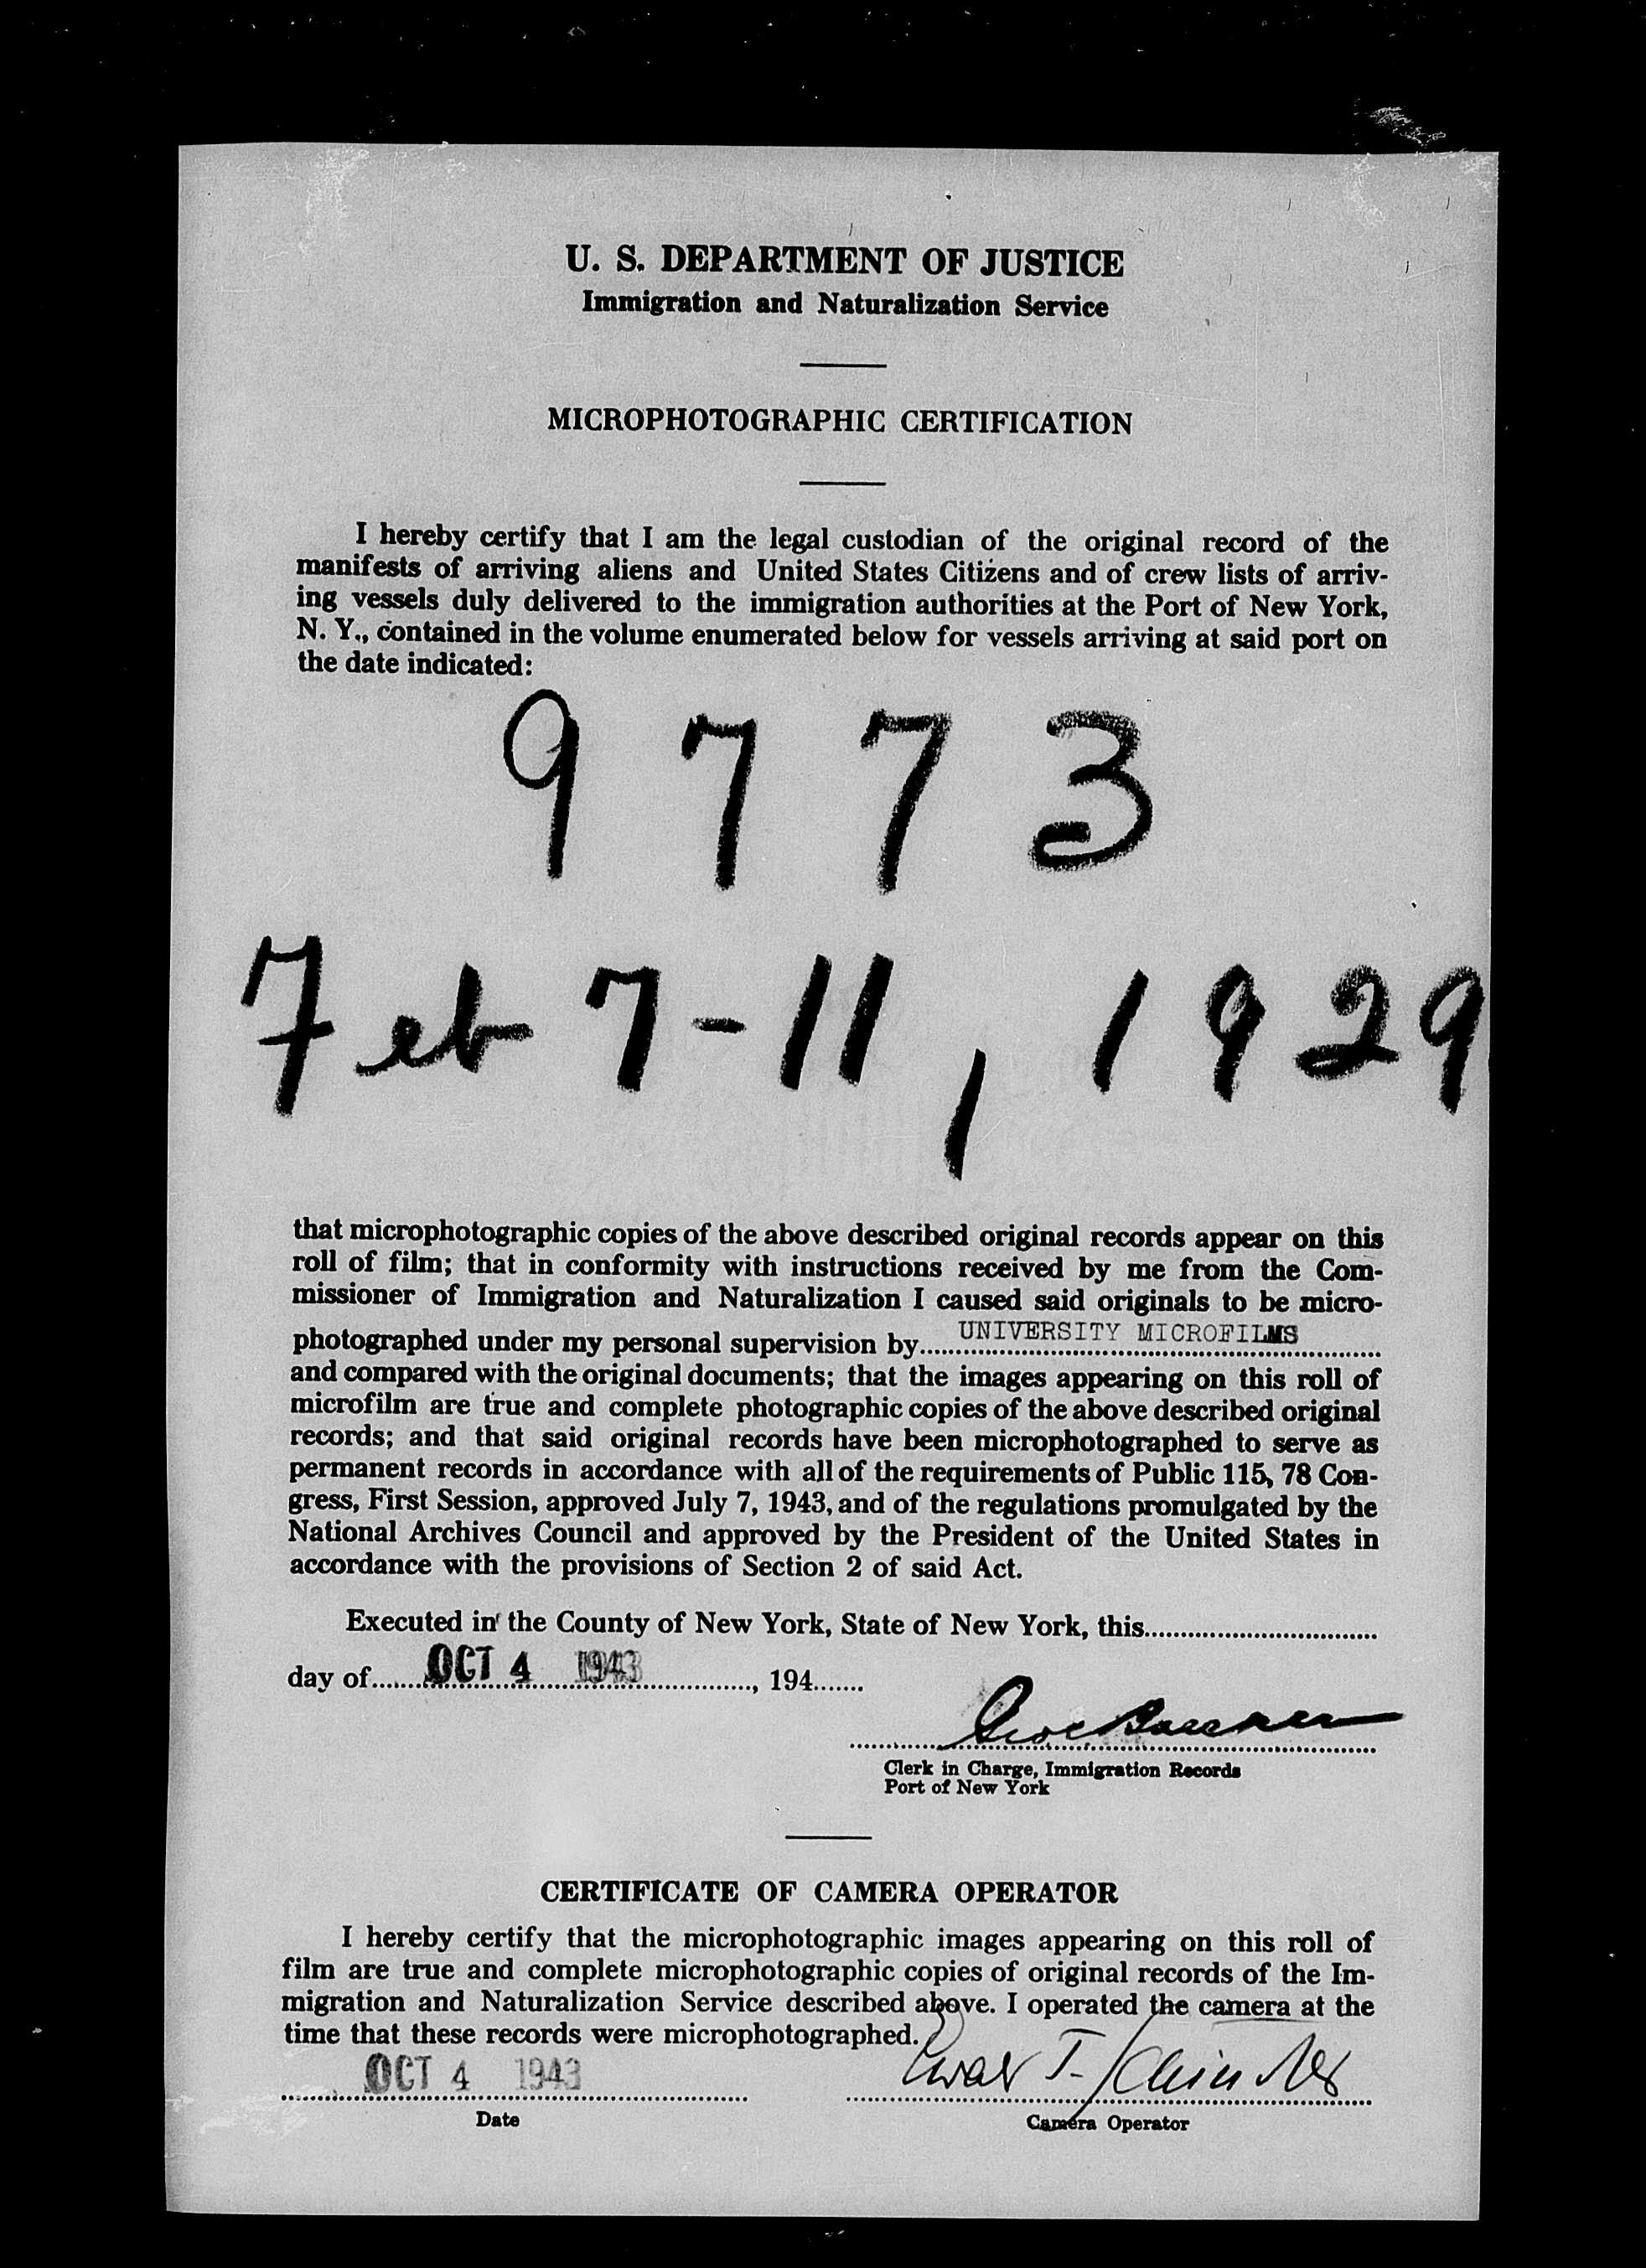 U. S. DEPARTMENT OF JUSTICE
Immigration and Naturalization Service
MICROPHOTOGRAPHIC CERTIFICATION
I hereby certify that I am the legal custodian of the original record of the
manifests of arriving aliens and United States Citizens and of crew lists of arriv-
ing vessels duly delivered to the immigration authorities at the Port of New York,
N. Y., contained in the volume enumerated below for vessels arriving at said port on
the date indicated:
9773
Feb 7-11, 1929
that microphotographic copies of the above described original records appear on this
roll of film; that in conformity with instructions received by me from the Com-
missioner of Immigration and Naturalization I caused said originals to be micro-
photographed under my personal supervision by UNIVERSITY MICROFILMS
and compared with the original documents; that the images appearing on this roll of
microfilm are true and complete photographic copies of the above described original
records; and that said original records have been microphotographed to serve as
permanent records in accordance with all of the requirements of Public 115, 78 Con-
gress, First Session, approved July 7, 1943, and of the regulations promulgated by the
National Archives Council and approved by the President of the United States in
accordance with the provisions of Section 2 of said Act.
Executed in the County of New York, State of New York, this
day of OCT 4 1943, 194
Clerk in Charge, Immigration Records
Port of New York
CERTIFICATE OF CAMERA OPERATOR
I hereby certify that the microphotographic images appearing on this roll of
film are true and complete microphotographic copies of original records of the Im-
migration and Naturalization Service described above. I operated the camera at the
time that these records were microphotographed.
OCT 4 1943
Date
Camera Operator